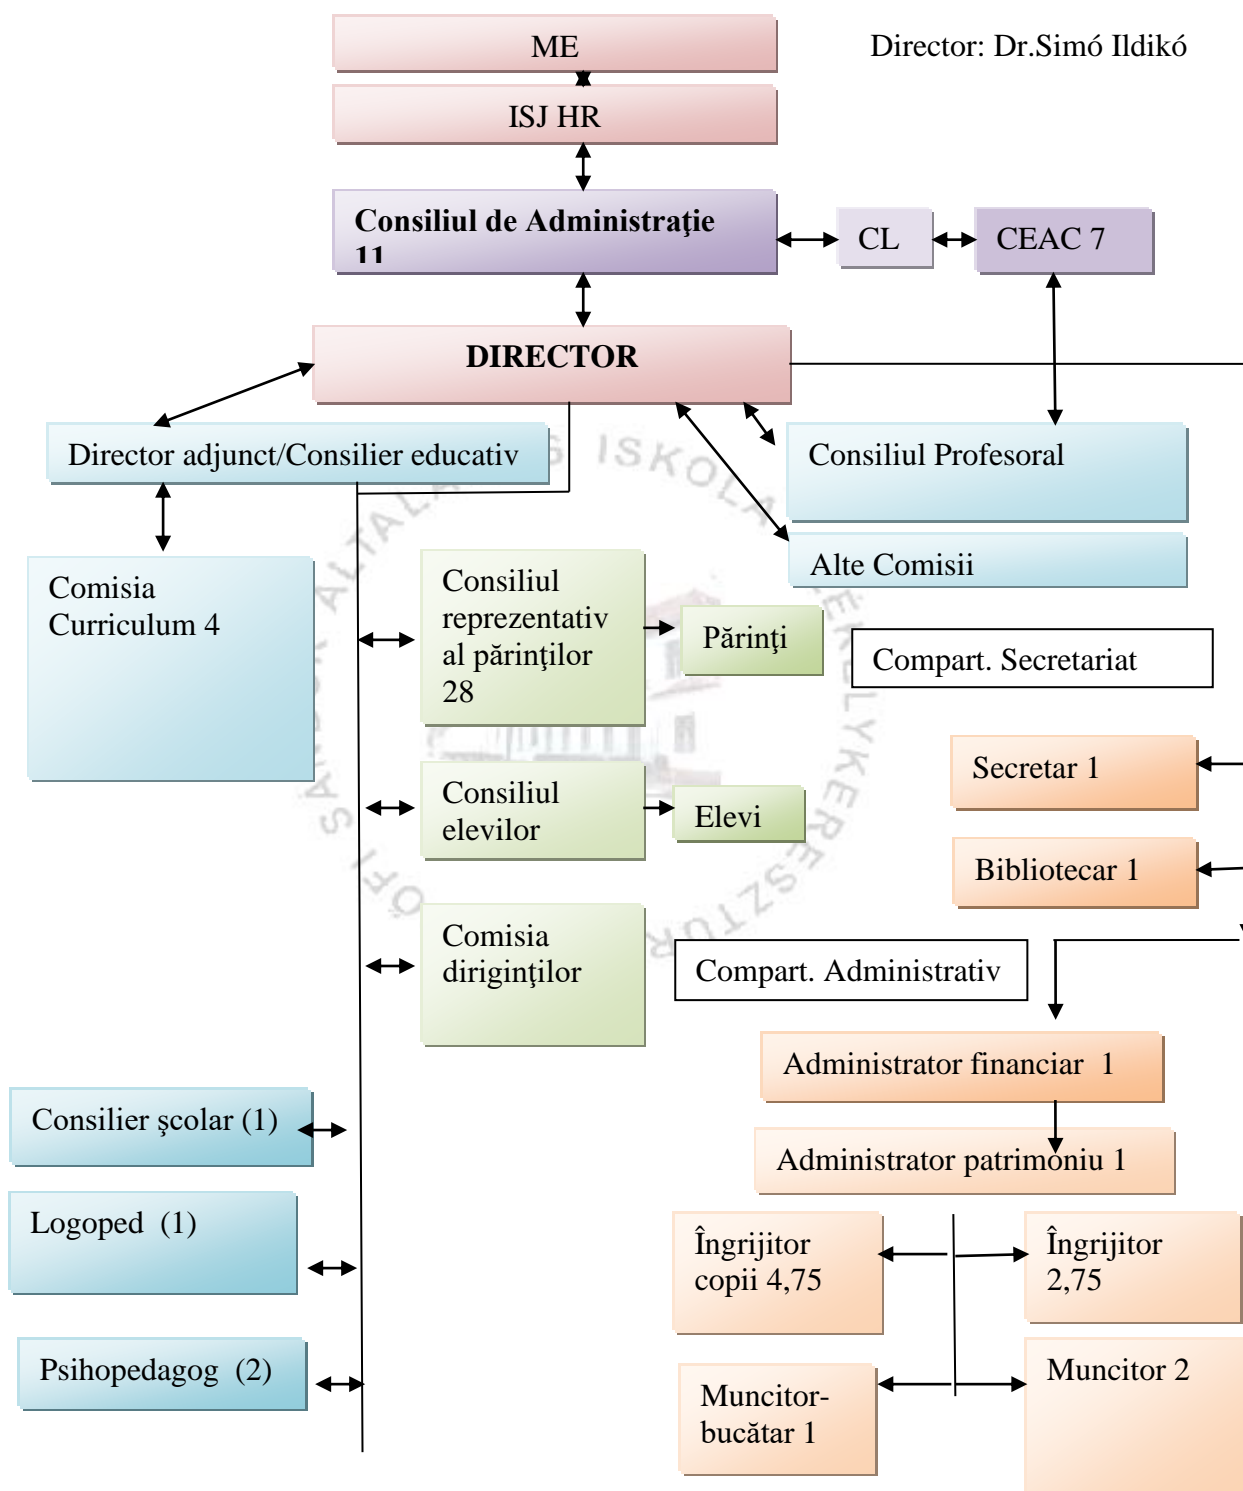 ME
Director: Dr.Simó Ildikó
ISJ HR
Consiliul de Administraţie
11
CL
CEAC 7
DIRECTOR
Director adjunct/Consilier educativ
Consiliul Profesoral
Alte Comisii
Comisia
Curriculum 4
Consiliul
reprezentativ
al părinţilor
28
Părinţi
Compart. Secretariat
Secretar 1
Consiliul
elevilor
Elevi
Bibliotecar 1
Comisia
diriginţilor
Compart. Administrativ
Administrator financiar  1
Consilier şcolar (1)
Administrator patrimoniu 1
Logoped  (1)
Îngrijitor
copii 4,75
Îngrijitor
2,75
Psihopedagog  (2)
Muncitor-
bucătar 1
Muncitor 2